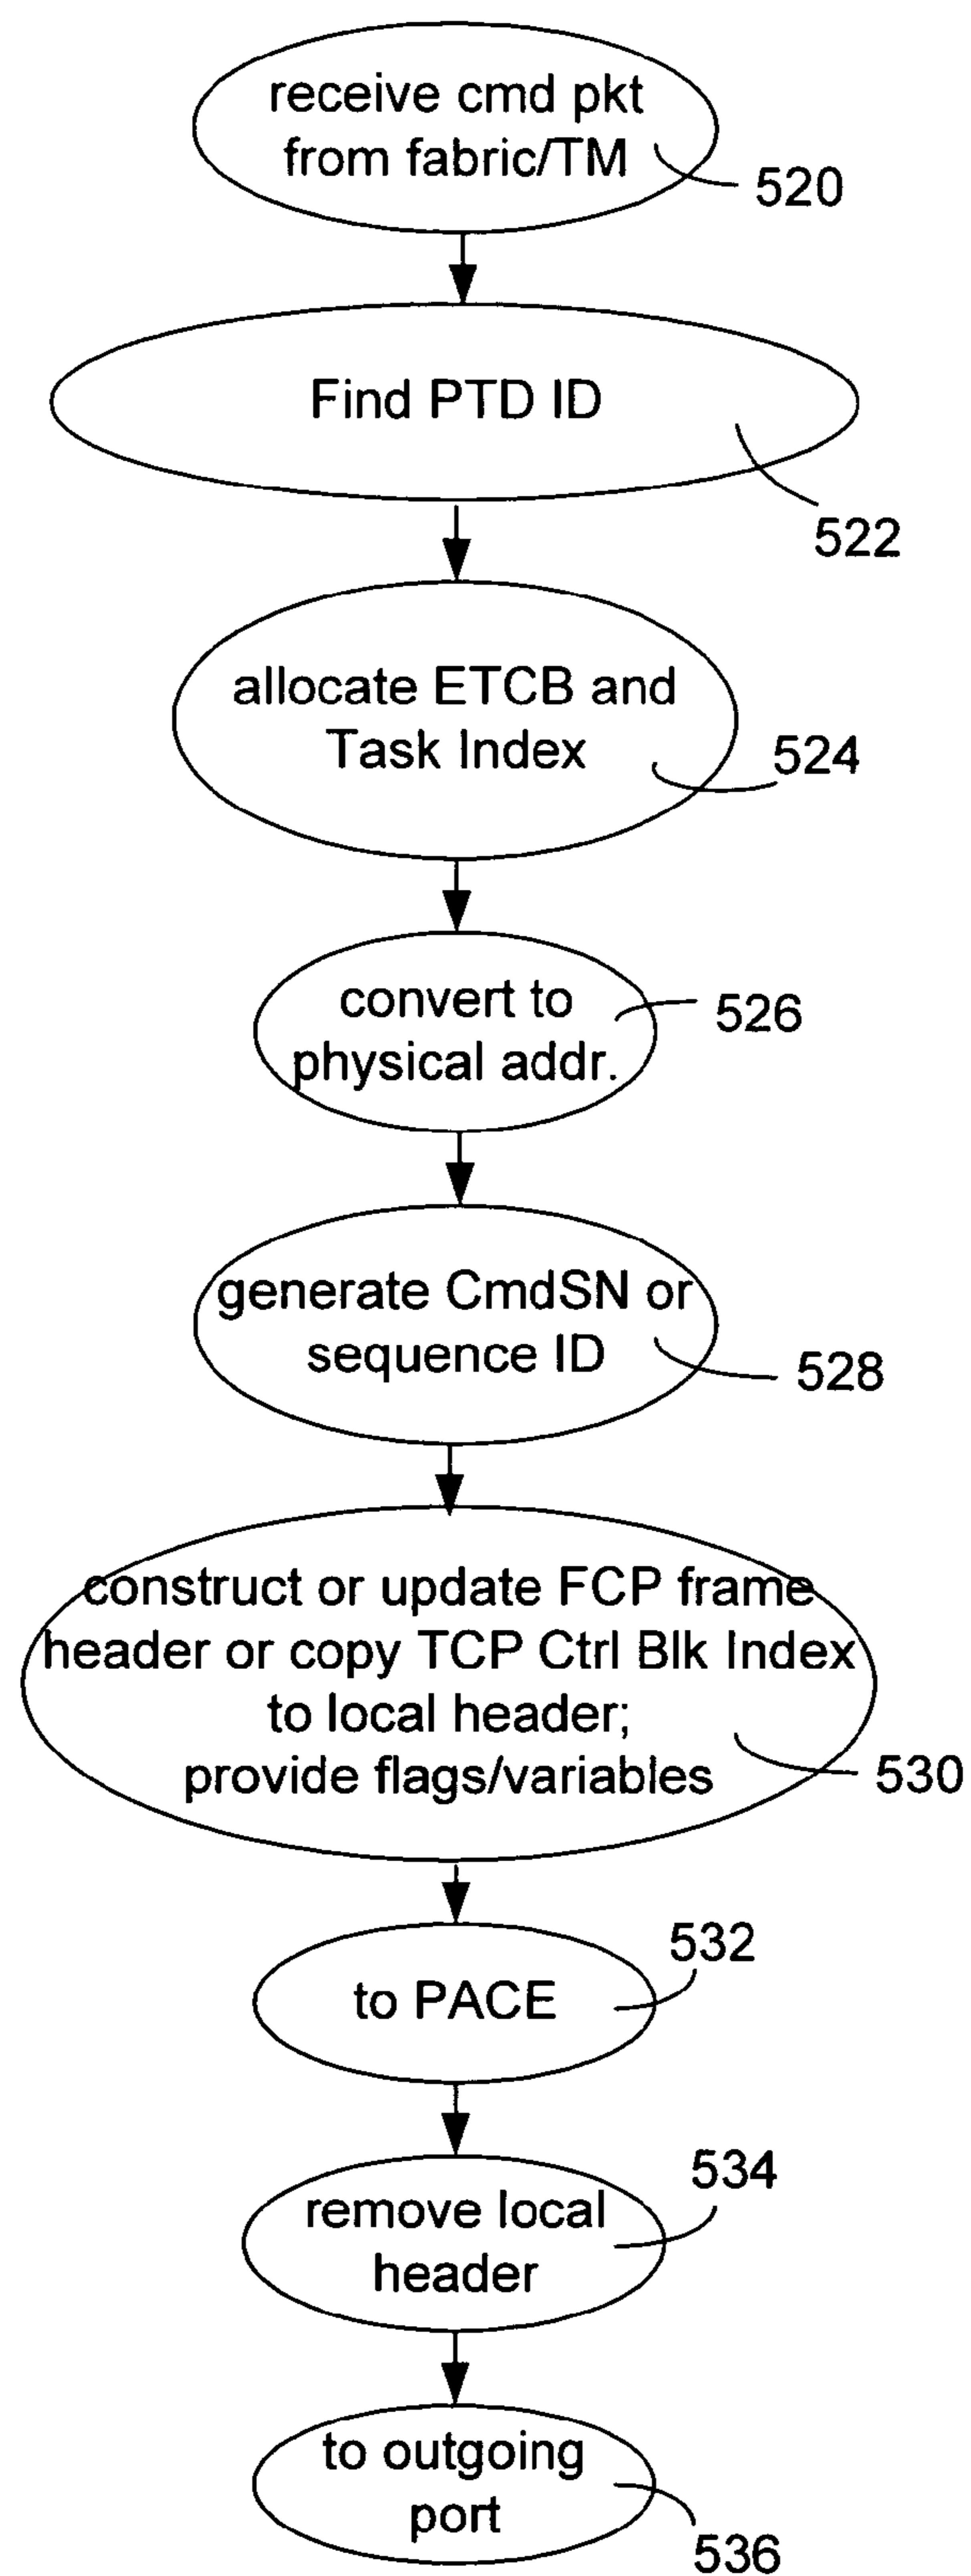 receive cmd pkt
from fabric/TM
520
Find PTD ID
522
allocate ETCB and
Task Index
524
convert to
physical addr.
526
generate CmdSN or
sequence ID
528
construct or update FCP frame
header or copy TCP Ctrl Blk Index
to local header;
provide flags/variables
530
to PACE
532
remove local
header
534
to outgoing
port
536